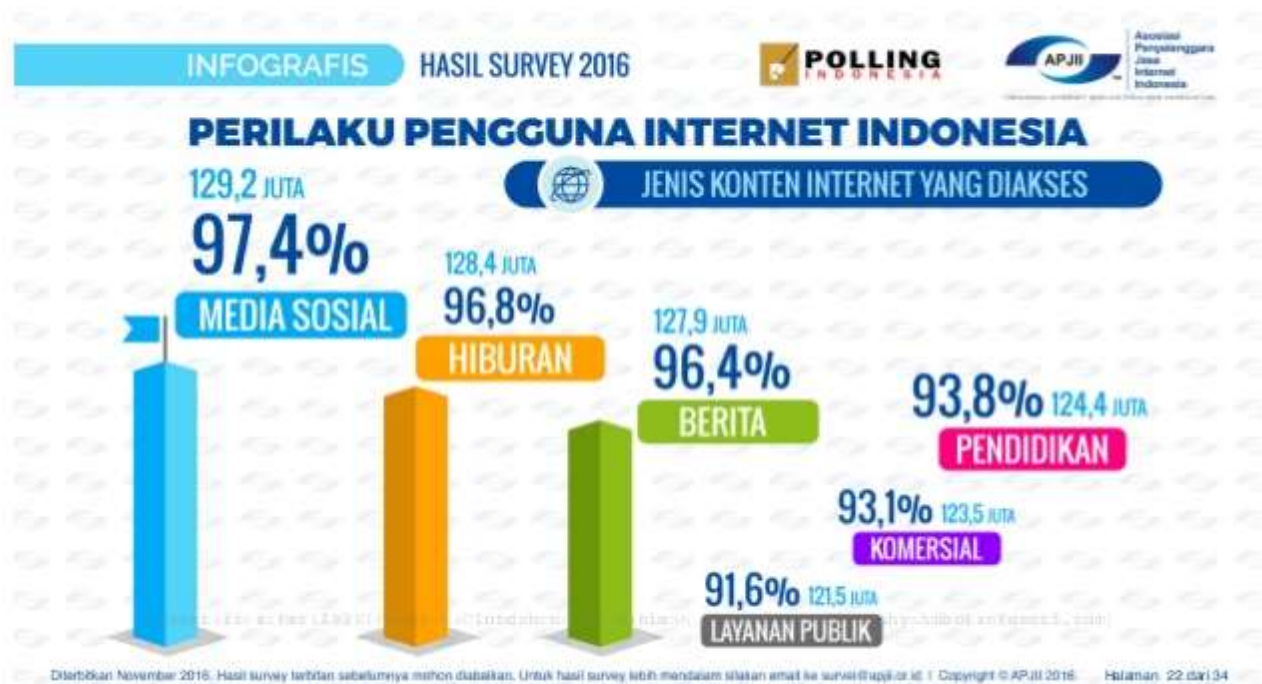 INFOGRAFIS HASIL SURVEY 2016
POLLING
INDONESIA
APJII
Asosiasi
Penyelenggara
Jasa
Internet
Indonesia
PERILAKU PENGGUNA INTERNET INDONESIA
JENIS KONTEN INTERNET YANG DIAKSES
129,2 JUTA
97,4%
MEDIA SOSIAL
128,4 JUTA
96,8%
HIBURAN
127,9 JUTA
96,4%
BERITA
93,8% 124,4 JUTA
PENDIDIKAN
93,1% 123,5 JUTA
KOMERSIAL
91,6% 121,5 JUTA
LAYANAN PUBLIK
Diterbitkan November 2016. Hasil survey terbitan sebelumnya mohon diabaikan. Untuk hasil survey lebih mendalam silakan email ke survei@apjii.or.id | Copyright © APJII 2016 Halaman 22 dari 34